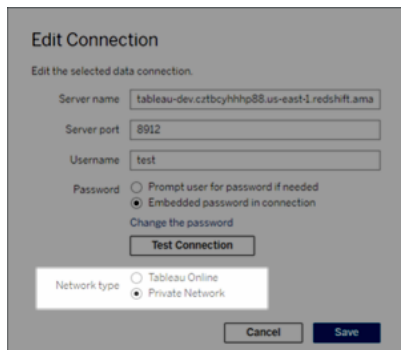 Edit Connection
Edit the selected data connection.
Server name tableau-dev.cztbcyhhhp88.us-east-1.redshift.ama
Server port 8912
Username test
Password Prompt user for password if needed
Embedded password in connection
Change the password
Test Connection
Network type Tableau Online
Private Network
Cancel Save